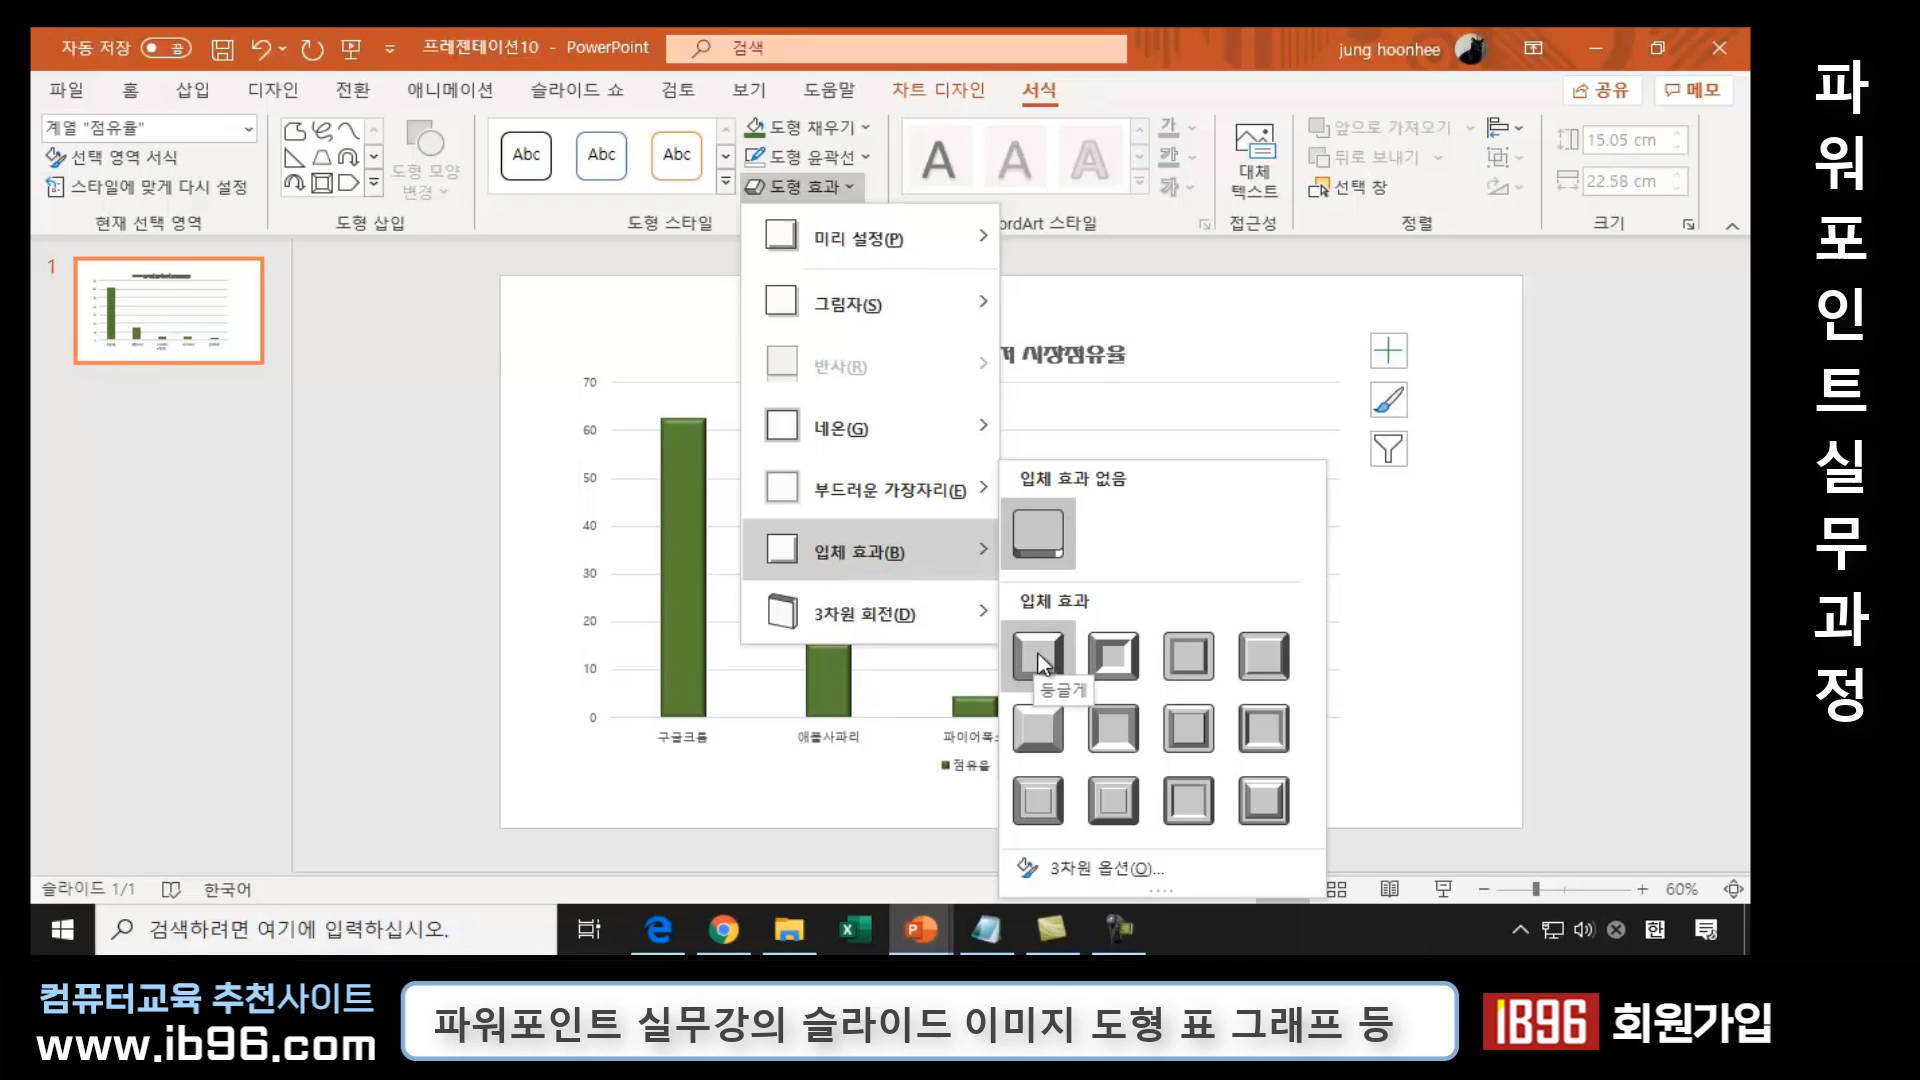 자동 저장 끔 프레젠테이션10 - PowerPoint 검색 jung hoonhee
파일 홈 삽입 디자인 전환 애니메이션 슬라이드 쇼 검토 보기 도움말 차트 디자인 서식 공유 메모
계열 "점유율"
선택 영역 서식
스타일에 맞게 다시 설정
현재 선택 영역
도형 모양
변경
도형 삽입
Abc Abc Abc
도형 스타일
도형 채우기
도형 윤곽선
도형 효과
A A A
가
가
가
ordArt 스타일
대체
텍스트
접근성
앞으로 가져오기
뒤로 보내기
선택 창
정렬
15.05 cm
22.58 cm
크기
미리 설정(P)
그림자(S)
반사(R)
네온(G)
부드러운 가장자리(E)
입체 효과(B)
3차원 회전(D)
입체 효과 없음
입체 효과
둥글게
3차원 옵션(O)...
1
저 시장점유율
70
60
50
40
30
20
10
0
구글크롬 애플사파리 파이어폭스
점유율
슬라이드 1/1 한국어 60%
검색하려면 여기에 입력하십시오.
한
파워포인트실무과정
컴퓨터교육 추천사이트
www.ib96.com
파워포인트 실무강의 슬라이드 이미지 도형 표 그래프 등
IB96 회원가입